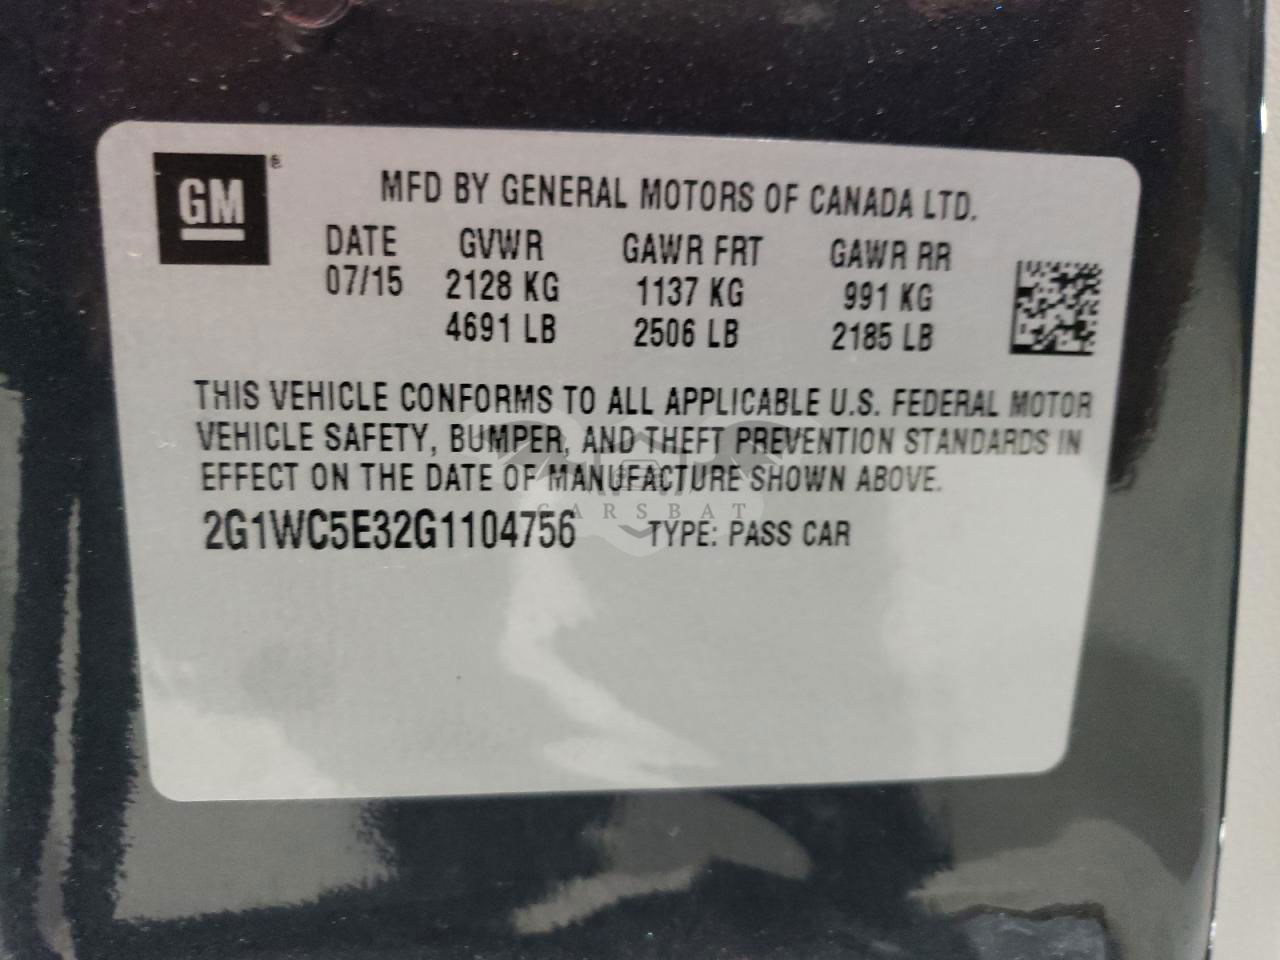 GM®
MFD BY GENERAL MOTORS OF CANADA LTD.
DATE GVWR GAWR FRT GAWR RR
07/15 2128 KG 1137 KG 991 KG
4691 LB 2506 LB 2185 LB
THIS VEHICLE CONFORMS TO ALL APPLICABLE U.S. FEDERAL MOTOR
VEHICLE SAFETY, BUMPER, AND THEFT PREVENTION STANDARDS IN
EFFECT ON THE DATE OF MANUFACTURE SHOWN ABOVE.
CARSBAT
2G1WC5E32G1104756 TYPE: PASS CAR